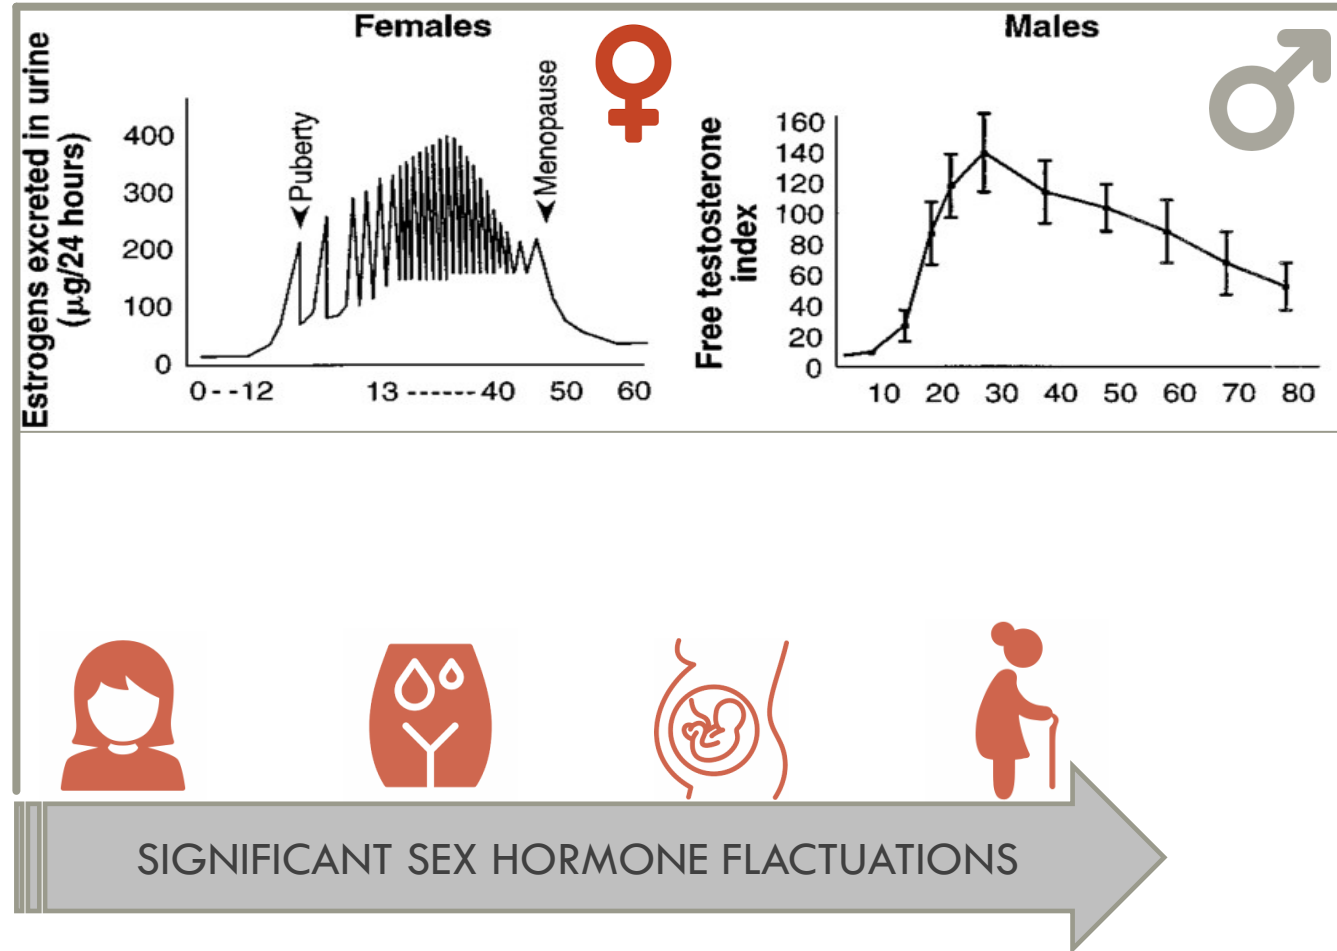 Females
Estrogens excreted in urine
(μg/24 hours)
400
300
200
100
0
Puberty
Menopause
0--12
13------40
50
60
Males
Free testosterone
index
160
140
120
100
80
60
40
20
0
10
20
30
40
50
60
70
80
SIGNIFICANT SEX HORMONE FLACTUATIONS